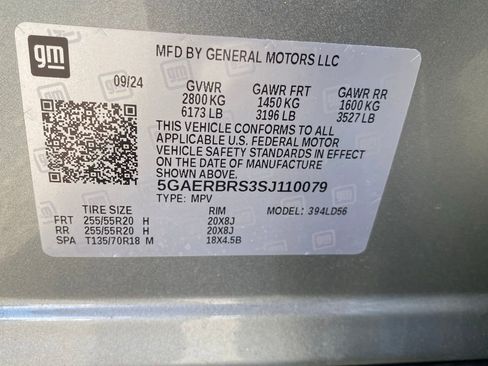 gm
MFD BY GENERAL MOTORS LLC
09/24
GVWR GAWR FRT GAWR RR
2800 KG 1450 KG 1600 KG
6173 LB 3196 LB 3527 LB
THIS VEHICLE CONFORMS TO ALL
APPLICABLE U.S. FEDERAL MOTOR
VEHICLE SAFETY STANDARDS IN EFFECT
ON THE DATE OF MANUFACTURE
SHOWN ABOVE.
5GAERBRS3SJ110079
TYPE: MPV MODEL: 394LD56
TIRE SIZE RIM
FRT 255/55R20 H 20X8J
RR 255/55R20 H 20X8J
SPA T135/70R18 M 18X4.5B